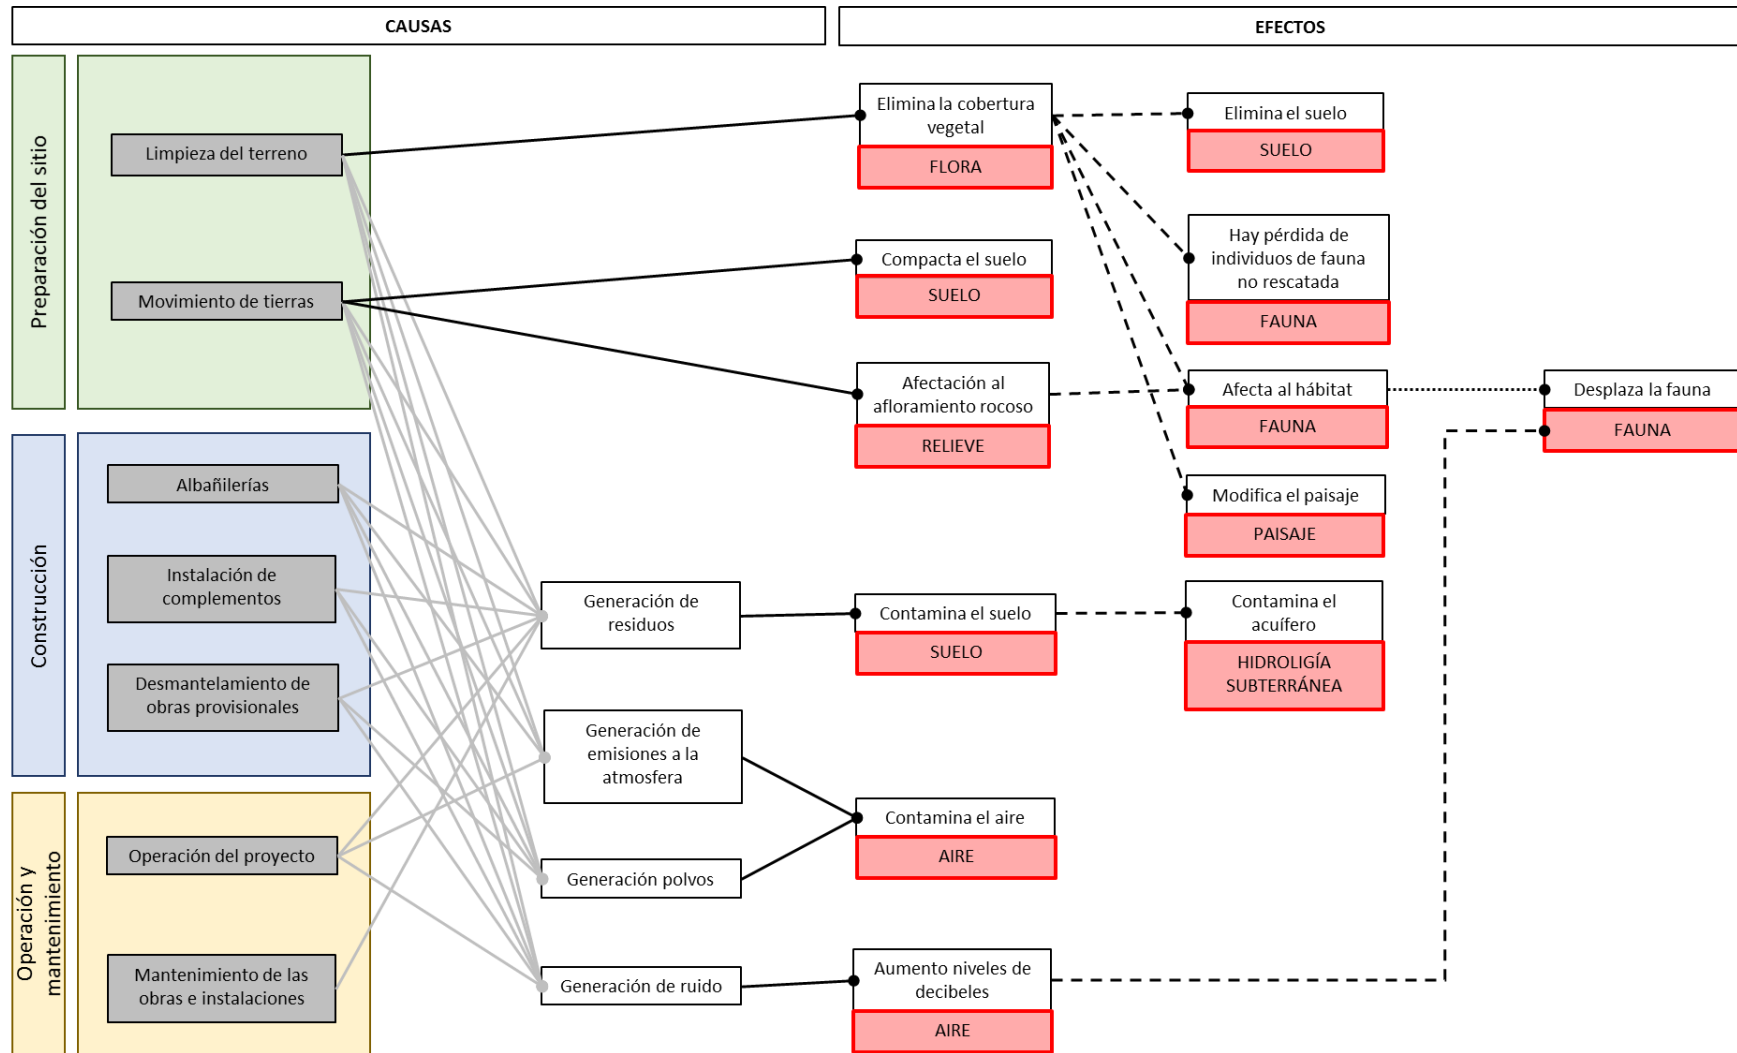 CAUSAS
EFECTOS
Preparación del sitio
Limpieza del terreno
Movimiento de tierras
Construcción
Albañilerías
Instalación de
complementos
Desmantelamiento de
obras provisionales
Operación y
mantenimiento
Operación del proyecto
Mantenimiento de las
obras e instalaciones
Generación de
residuos
Generación de
emisiones a la
atmosfera
Generación polvos
Generación de ruido
Elimina la cobertura
vegetal
FLORA
Compacta el suelo
SUELO
Afectación al
afloramiento rocoso
RELIEVE
Contamina el suelo
SUELO
Contamina el aire
AIRE
Aumento niveles de
decibeles
AIRE
Elimina el suelo
SUELO
Hay pérdida de
individuos de fauna
no rescatada
FAUNA
Afecta al hábitat
FAUNA
Modifica el paisaje
PAISAJE
Contamina el
acuífero
HIDROLIGÍA
SUBTERRÁNEA
Desplaza la fauna
FAUNA